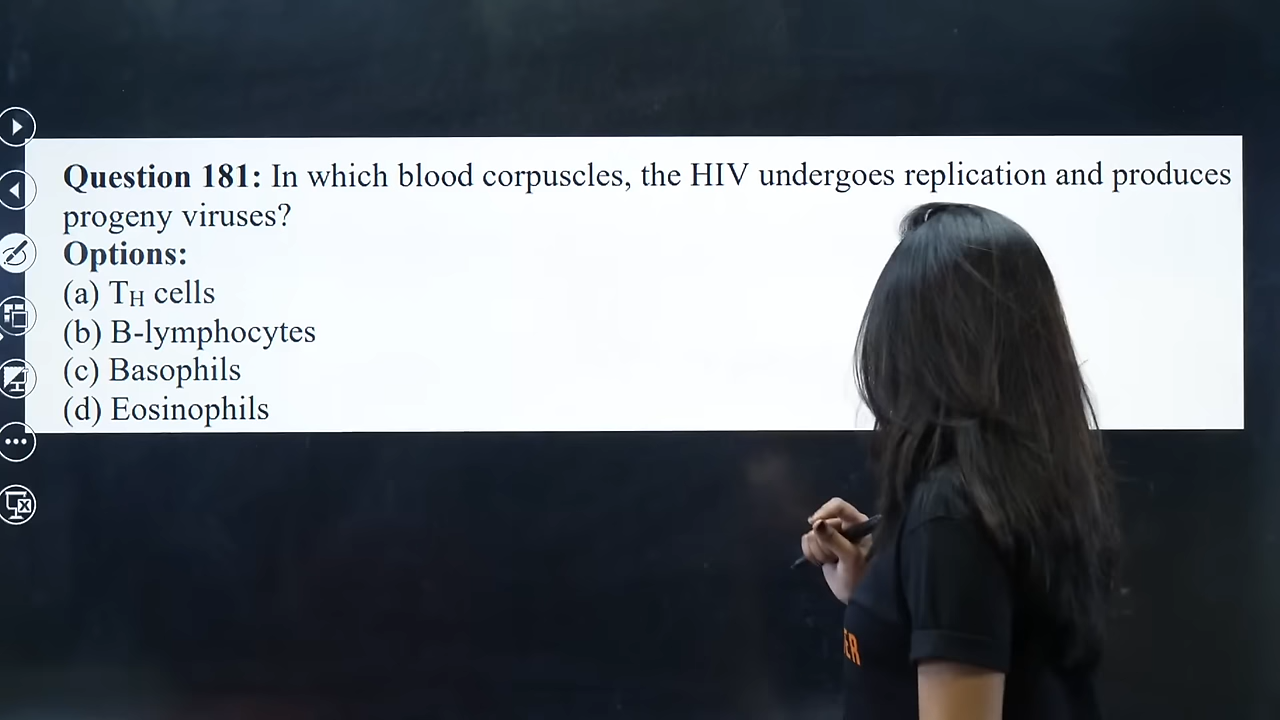 Question 181: In which blood corpuscles, the HIV undergoes replication and produces
progeny viruses?
Options:
(a) TH cells
(b) B-lymphocytes
(c) Basophils
(d) Eosinophils
ER